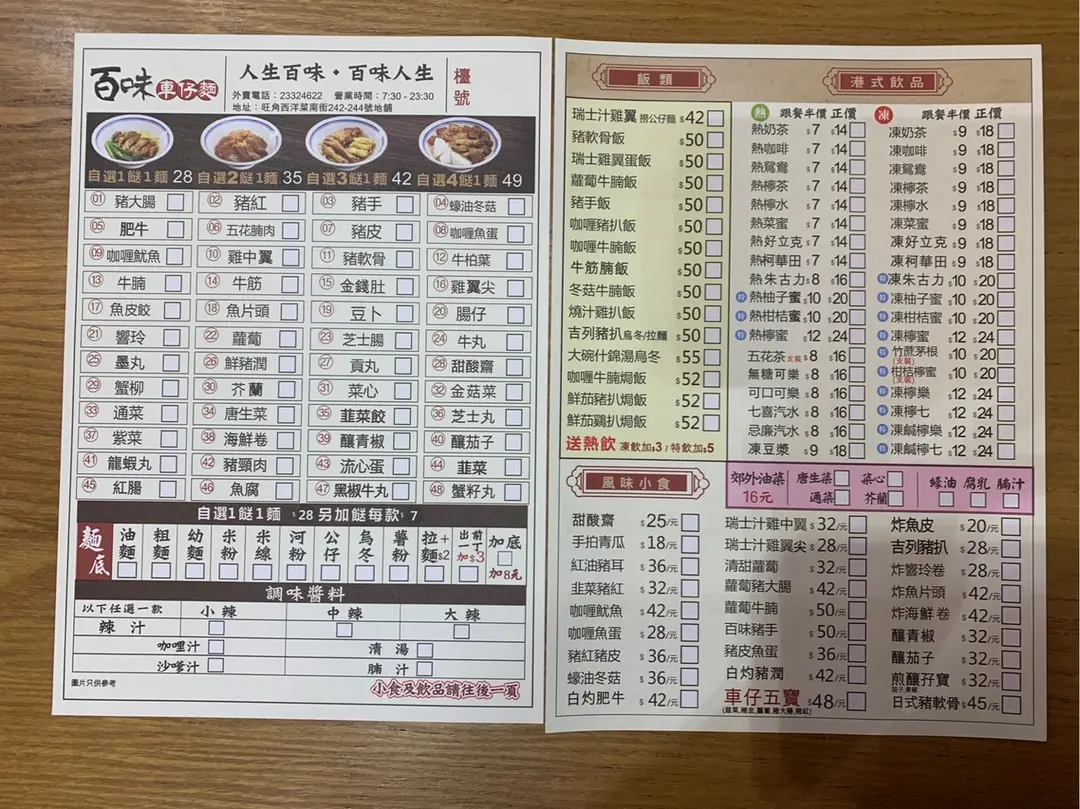 百味車仔麵
人生百味·百味人生
外賣電話：23324622 營業時間：7:30 - 23:30
地址：旺角西洋菜南街242-244號地舖
檯號
自選1餸1麵 28 自選2餸1麵 35 自選3餸1麵 42 自選4餸1麵 49
01 豬大腸 02 豬紅 03 豬手 04 蠔油冬菇
05 肥牛 06 五花腩肉 07 豬皮 08 咖喱魚蛋
09 咖喱魷魚 10 雞中翼 11 豬軟骨 12 牛柏葉
13 牛腩 14 牛筋 15 金錢肚 16 雞翼尖
17 魚皮餃 18 魚片頭 19 豆卜 20 腸仔
21 響玲 22 蘿蔔 23 芝士腸 24 牛丸
25 墨丸 26 鮮豬潤 27 貢丸 28 甜酸齋
29 蟹柳 30 芥蘭 31 菜心 32 金菇菜
33 通菜 34 唐生菜 35 韮菜餃 36 芝士丸
37 紫菜 38 海鮮卷 39 釀青椒 40 釀茄子
41 龍蝦丸 42 豬頸肉 43 流心蛋 44 韮菜
45 紅腸 46 魚腐 47 黑椒牛丸 48 蟹籽丸
自選1餸1麵 $28 另加餸每款 $7
麵底 油麵 粗麵 幼麵 米粉 米線 河粉 公仔 烏冬 薯粉 拉麵+$2 出前一丁加$3 加底加8元
調味醬料
以下任選一款 小辣 中辣 大辣
辣汁
咖哩汁 清湯
沙嗲汁 腩汁
圖片只供參考
小食及飲品請往後一頁
飯類
瑞士汁雞翼 撈公仔麵 $42
豬軟骨飯 $50
瑞士雞翼蛋飯 $50
蘿蔔牛腩飯 $50
豬手飯 $50
咖喱豬扒飯 $50
咖喱牛腩飯 $50
牛筋腩飯 $50
冬菇牛腩飯 $50
燒汁雞扒飯 $50
吉列豬扒烏冬/拉麵 $50
大碗什錦湯烏冬 $55
咖喱牛腩焗飯 $52
鮮茄豬扒焗飯 $52
鮮茄雞扒焗飯 $52
送熱飲 凍飲加$3 / 特飲加$5
港式飲品
熱 跟餐半價 正價
熱奶茶 $7 $14
熱咖啡 $7 $14
熱鴛鴦 $7 $14
熱檸茶 $7 $14
熱檸水 $7 $14
熱菜蜜 $7 $14
熱好立克 $7 $14
熱柯華田 $7 $14
熱朱古力 $8 $16
特 熱柚子蜜 $10 $20
特 熱柑桔蜜 $10 $20
特 熱檸蜜 $12 $24
五花茶 支裝 $8 $16
無糖可樂 $8 $16
可口可樂 $8 $16
七喜汽水 $8 $16
忌廉汽水 $8 $16
凍豆漿 $9 $18
凍 跟餐半價 正價
凍奶茶 $9 $18
凍咖啡 $9 $18
凍鴛鴦 $9 $18
凍檸茶 $9 $18
凍檸水 $9 $18
凍菜蜜 $9 $18
凍好立克 $9 $18
凍柯華田 $9 $18
特 凍朱古力 $10 $20
特 凍柚子蜜 $10 $20
特 凍柑桔蜜 $10 $20
特 凍檸蜜 $12 $24
特 竹蔗茅根 (支裝) $10 $20
特 柑桔檸蜜 (支裝) $10 $20
特 凍檸樂 $12 $24
特 凍檸七 $12 $24
特 凍鹹檸樂 $12 $24
特 凍鹹檸七 $12 $24
郊外油菜 16元
唐生菜 菜心
通菜 芥蘭
蠔油 腐乳 腩汁
風味小食
甜酸齋 $25/元
手拍青瓜 $18/元
紅油豬耳 $36/元
韮菜豬紅 $32/元
咖喱魷魚 $42/元
咖喱魚蛋 $28/元
豬紅豬皮 $36/元
蠔油冬菇 $36/元
白灼肥牛 $42/元
瑞士汁雞中翼 $32/元
瑞士汁雞翼尖 $28/元
清甜蘿蔔 $32/元
蘿蔔豬大腸 $42/元
蘿蔔牛腩 $50/元
百味豬手 $50/元
豬皮魚蛋 $36/元
白灼豬潤 $42/元
車仔五寶 $48/元
炸魚皮 $20/元
吉列豬扒 $28/元
炸響玲卷 $28/元
炸魚片頭 $42/元
炸海鮮卷 $42/元
釀青椒 $32/元
釀茄子 $32/元
煎釀孖寶 $32/元
茄子,青椒
日式豬軟骨 $45/元